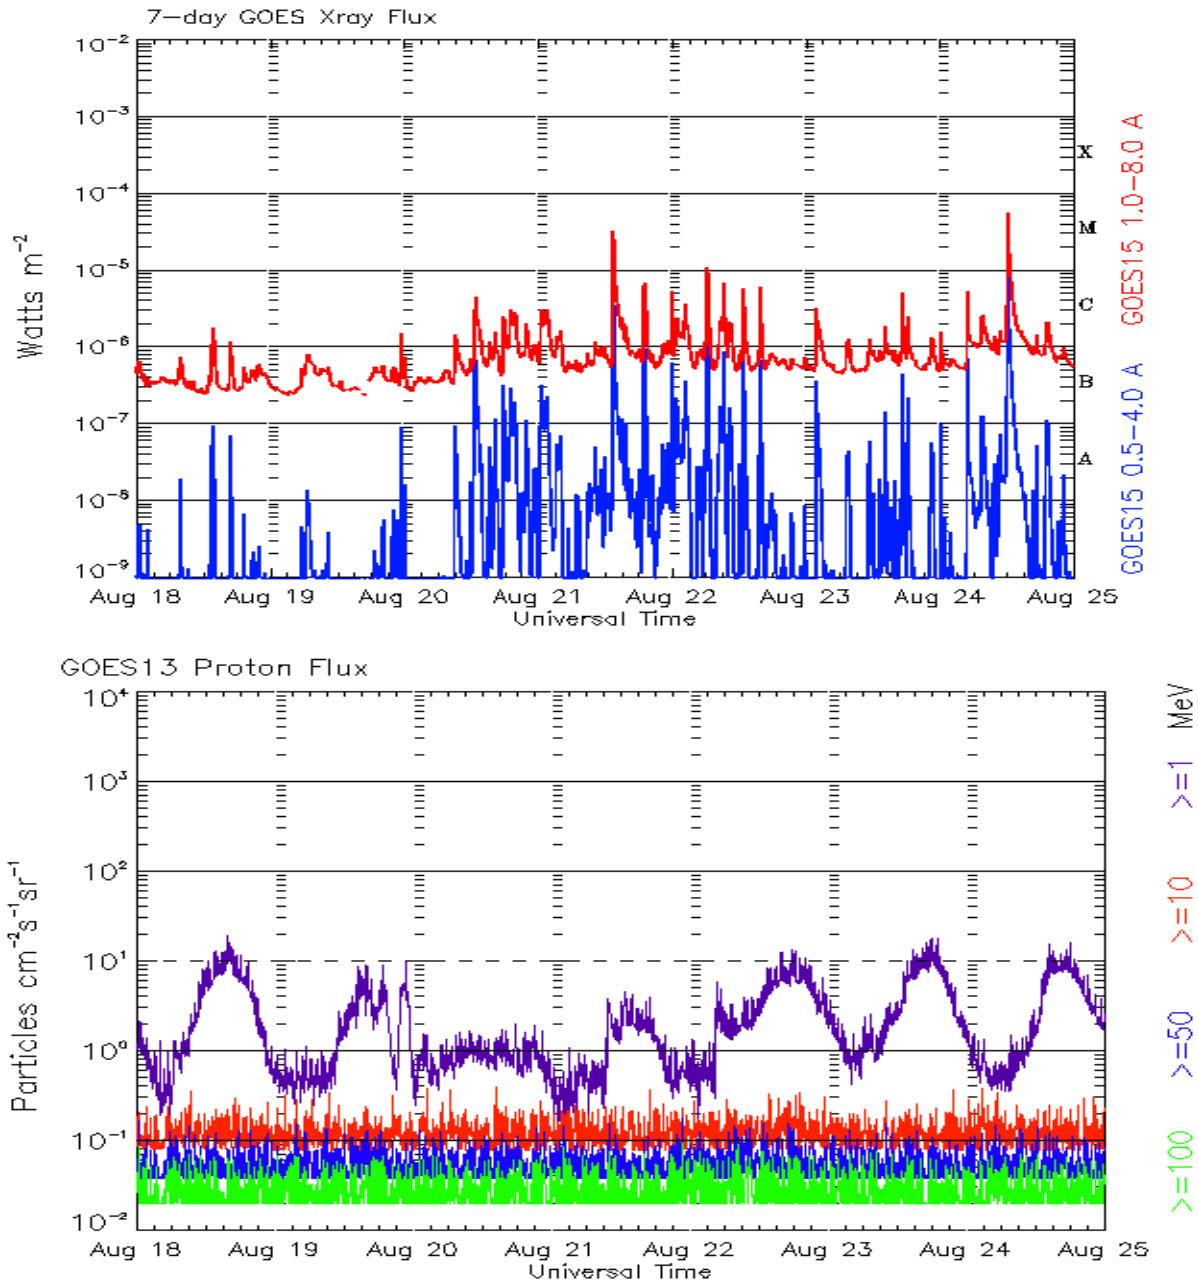 7-day GOES Xray Flux
10⁻²
10⁻³
10⁻⁴
10⁻⁵
10⁻⁶
10⁻⁷
10⁻⁸
10⁻⁹
Watts m⁻²
X
M
C
B
A
GOES15 1.0-8.0 A
GOES15 0.5-4.0 A
Aug 18 Aug 19 Aug 20 Aug 21 Aug 22 Aug 23 Aug 24 Aug 25
Universal Time
GOES13 Proton Flux
10⁴
10³
10²
10¹
10⁰
10⁻¹
10⁻²
Particles cm⁻²s⁻¹sr⁻¹
>=1 MeV
>=10
>=50
>=100
Aug 18 Aug 19 Aug 20 Aug 21 Aug 22 Aug 23 Aug 24 Aug 25
Universal Time